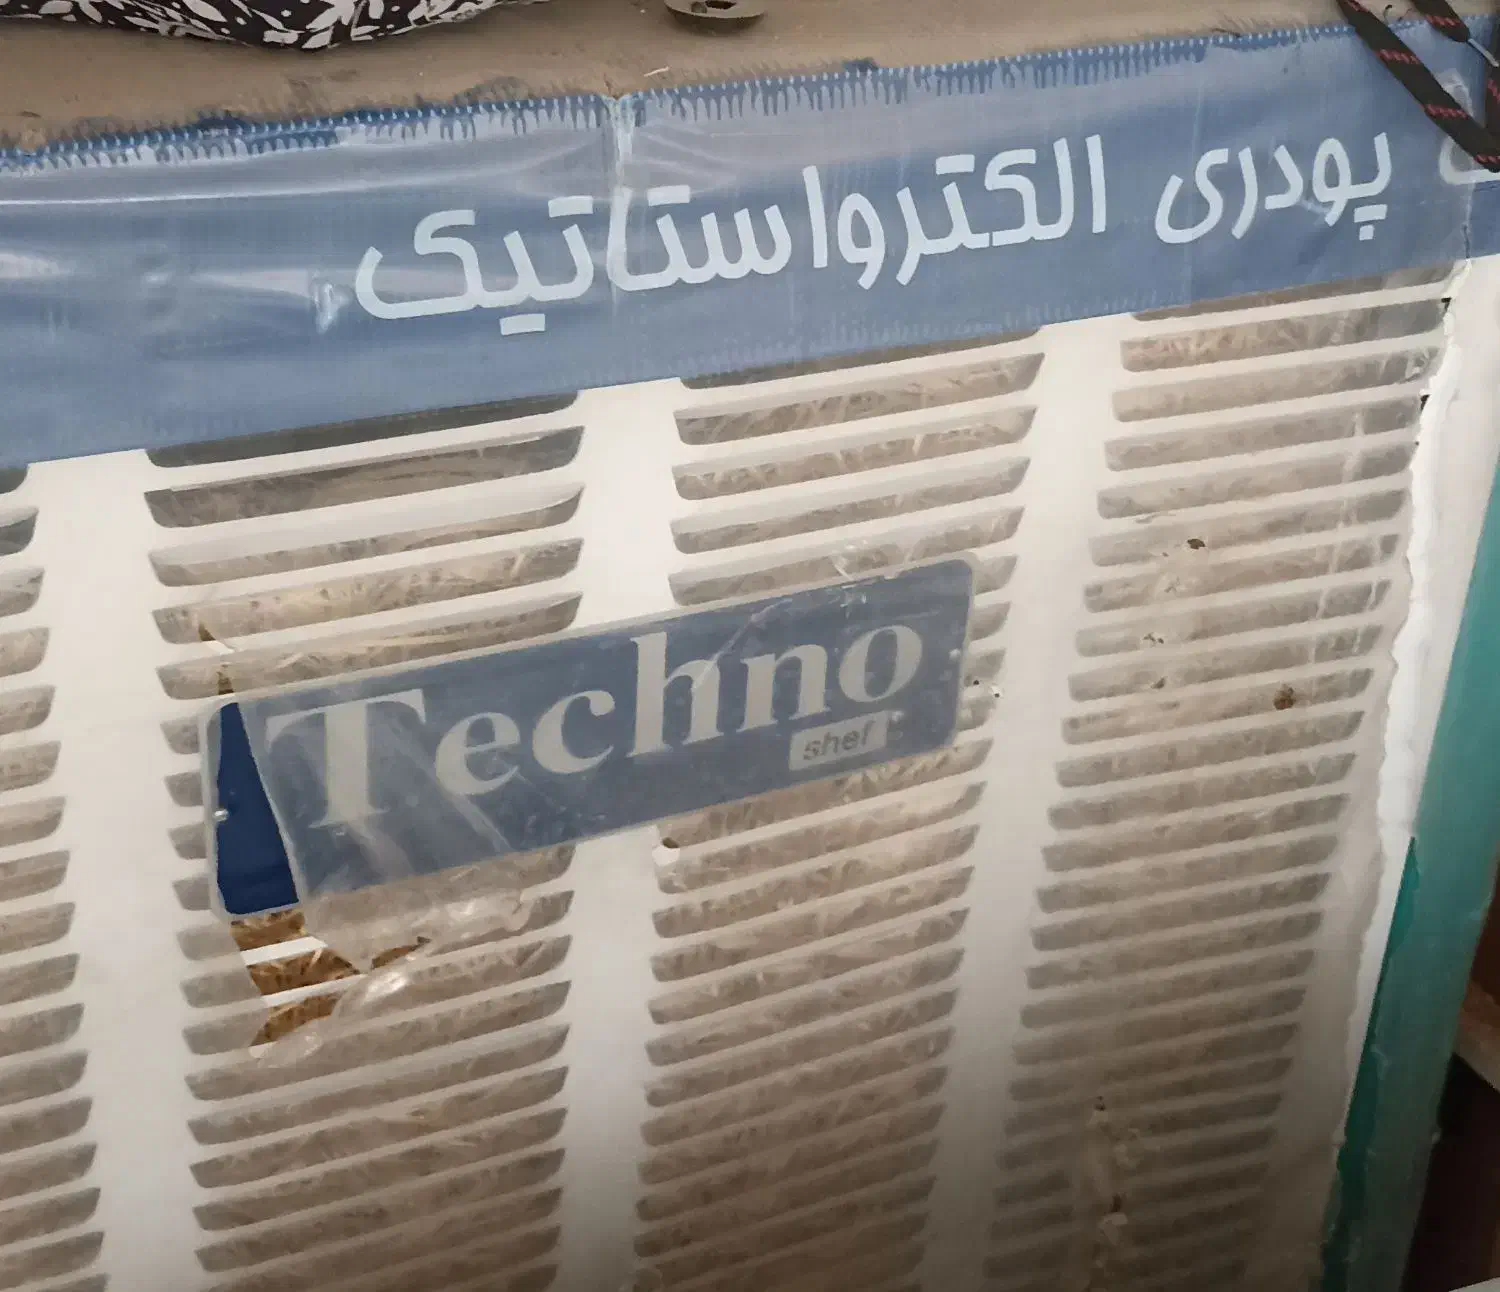 پودری الکترواستاتیک
Techno
shef